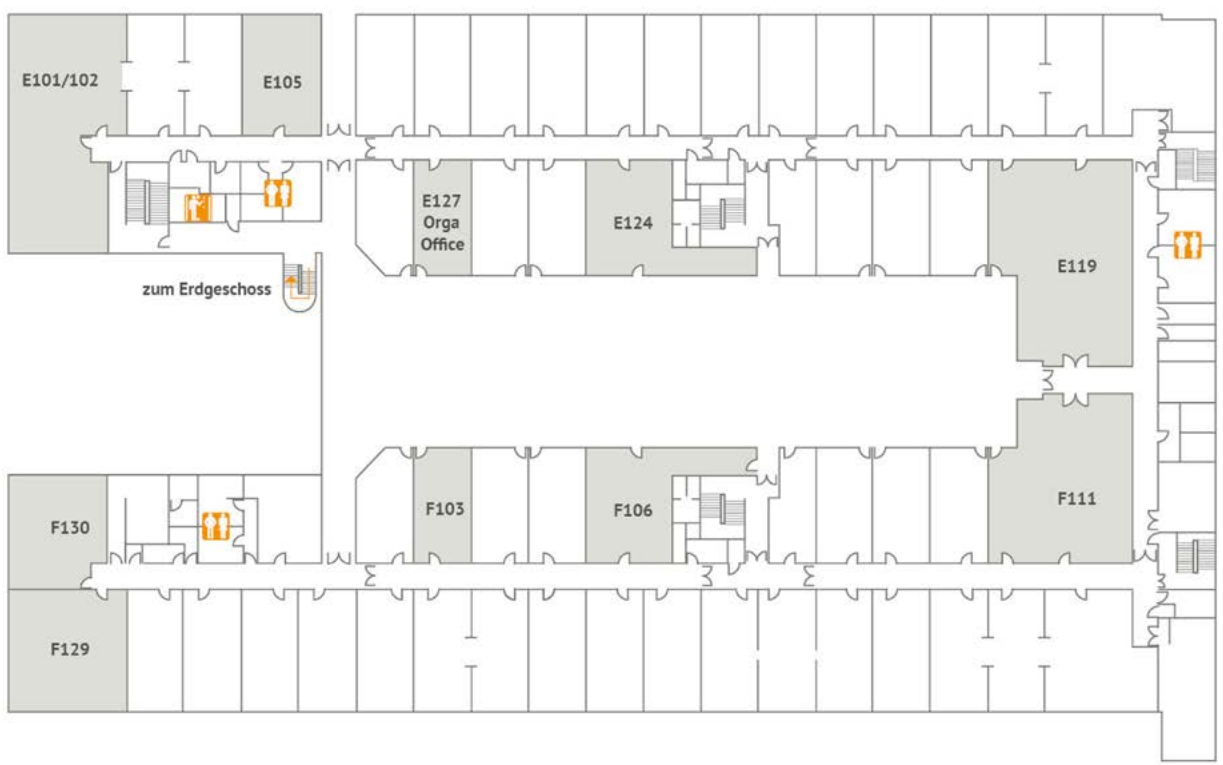 E101/102
E105
E127
Orga
Office
E124
E119
zum Erdgeschoss
F130
F103
F106
F111
F129